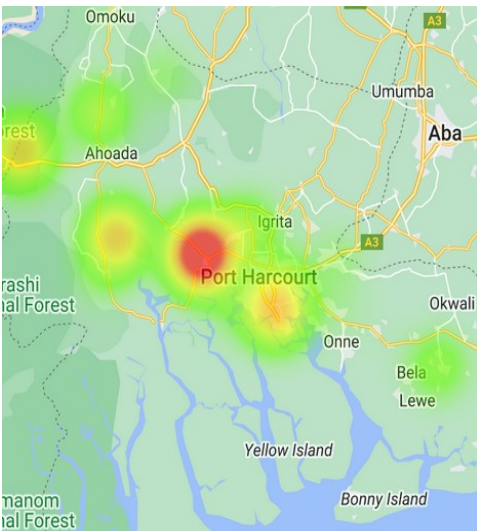 Omoku
A3
Umumba
Aba
orest
Ahoada
Igrita
A3
Port Harcourt
rashi
nal Forest
Okwali
Onne
Bela
Lewe
Yellow Island
Bonny Island
manom
nal Forest